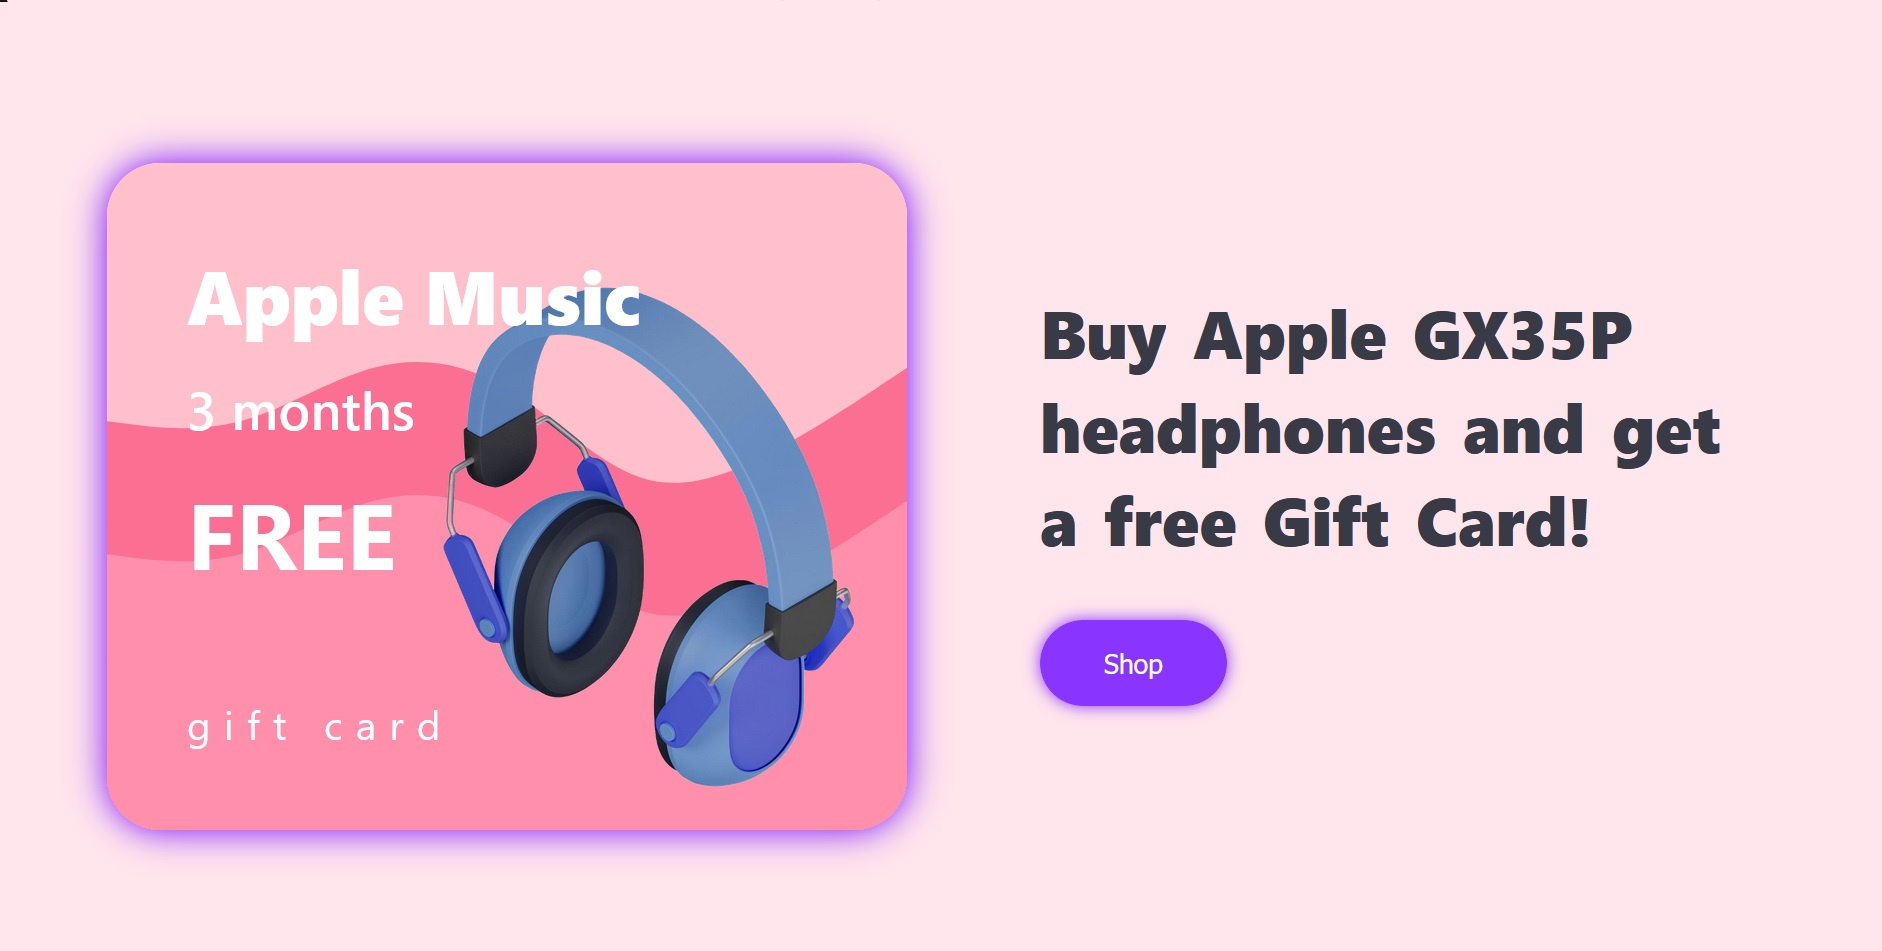 Apple Music
3 months
FREE
gift card
Buy Apple GX35P
headphones and get
a free Gift Card!
Shop